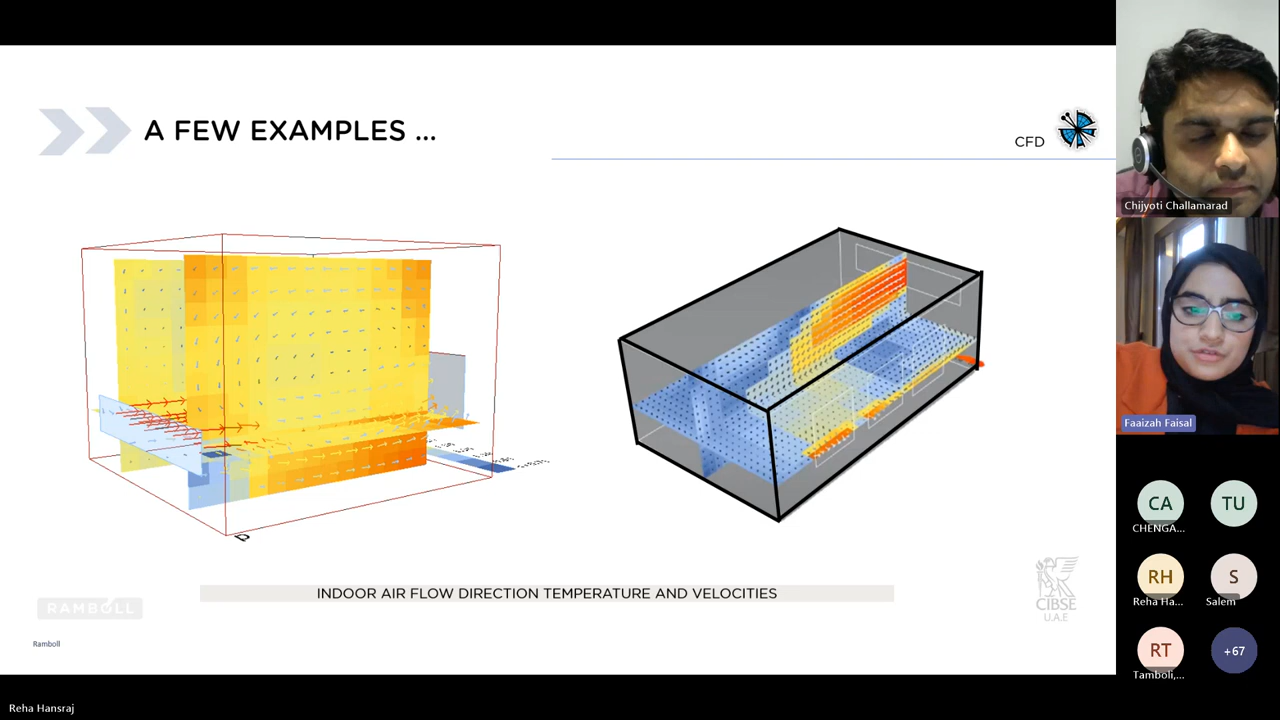 A FEW EXAMPLES ...
CFD
INDOOR AIR FLOW DIRECTION TEMPERATURE AND VELOCITIES
RAMBOLL
CIBSE
U.A.E
Ramboll
Reha Hansraj
Chijyoti Challamarad
Faaizah Faisal
CA
CHENGA...
TU
RH
Reha Ha...
S
Salem
RT
Tamboli,...
+67